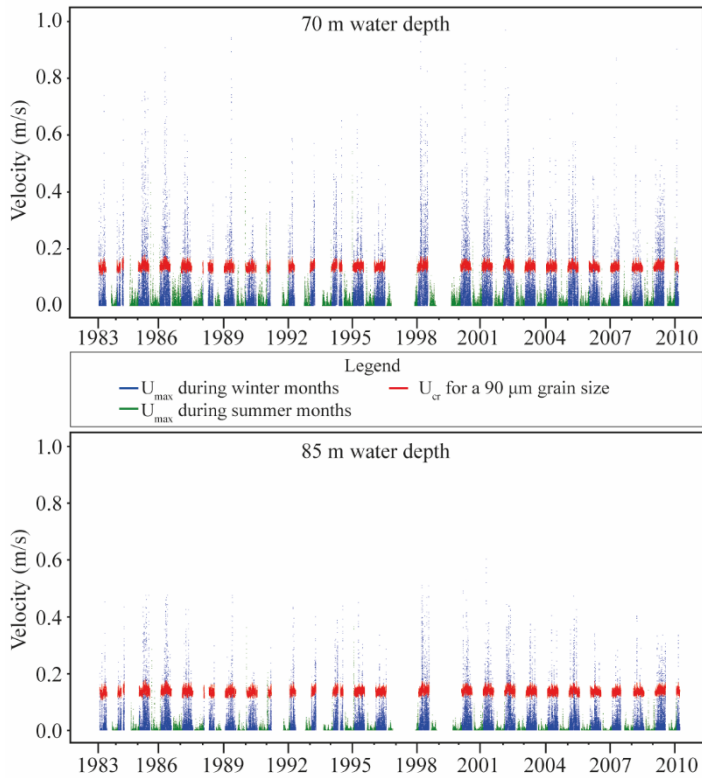 70 m water depth
1.0
0.8
0.6
0.4
0.2
0.0
Velocity (m/s)
1983 1986 1989 1992 1995 1998 2001 2004 2007 2010
Legend
U_max during winter months
U_cr for a 90 µm grain size
U_max during summer months
85 m water depth
1.0
0.8
0.6
0.4
0.2
0.0
Velocity (m/s)
1983 1986 1989 1992 1995 1998 2001 2004 2007 2010